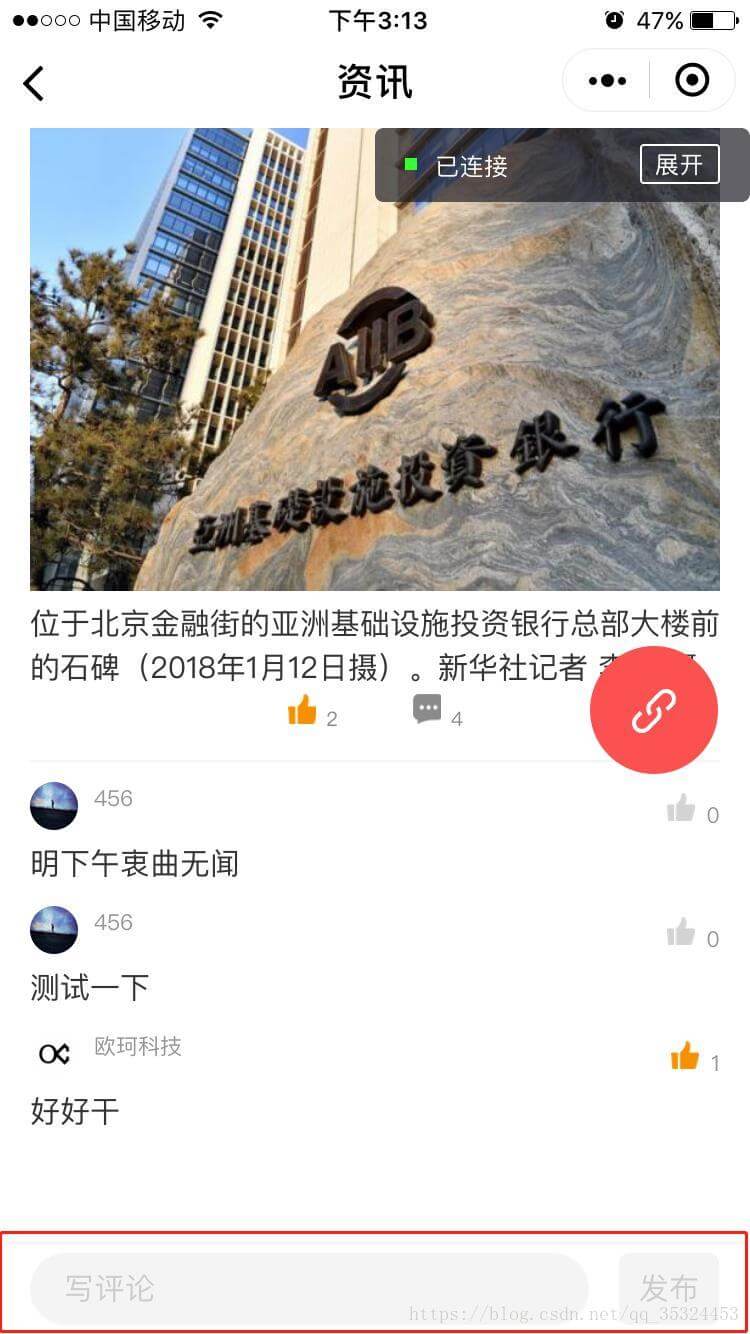 中国移动 下午3:13 47%
资讯
已连接 展开
AIIB
亚洲基礎設施投資銀行
位于北京金融街的亚洲基础设施投资银行总部大楼前
的石碑（2018年1月12日摄）。新华社记者
2 4
456 0
明下午衷曲无闻
456 0
测试一下
欧珂科技 1
好好干
写评论 发布
https://blog.csdn.net/qq_35324453